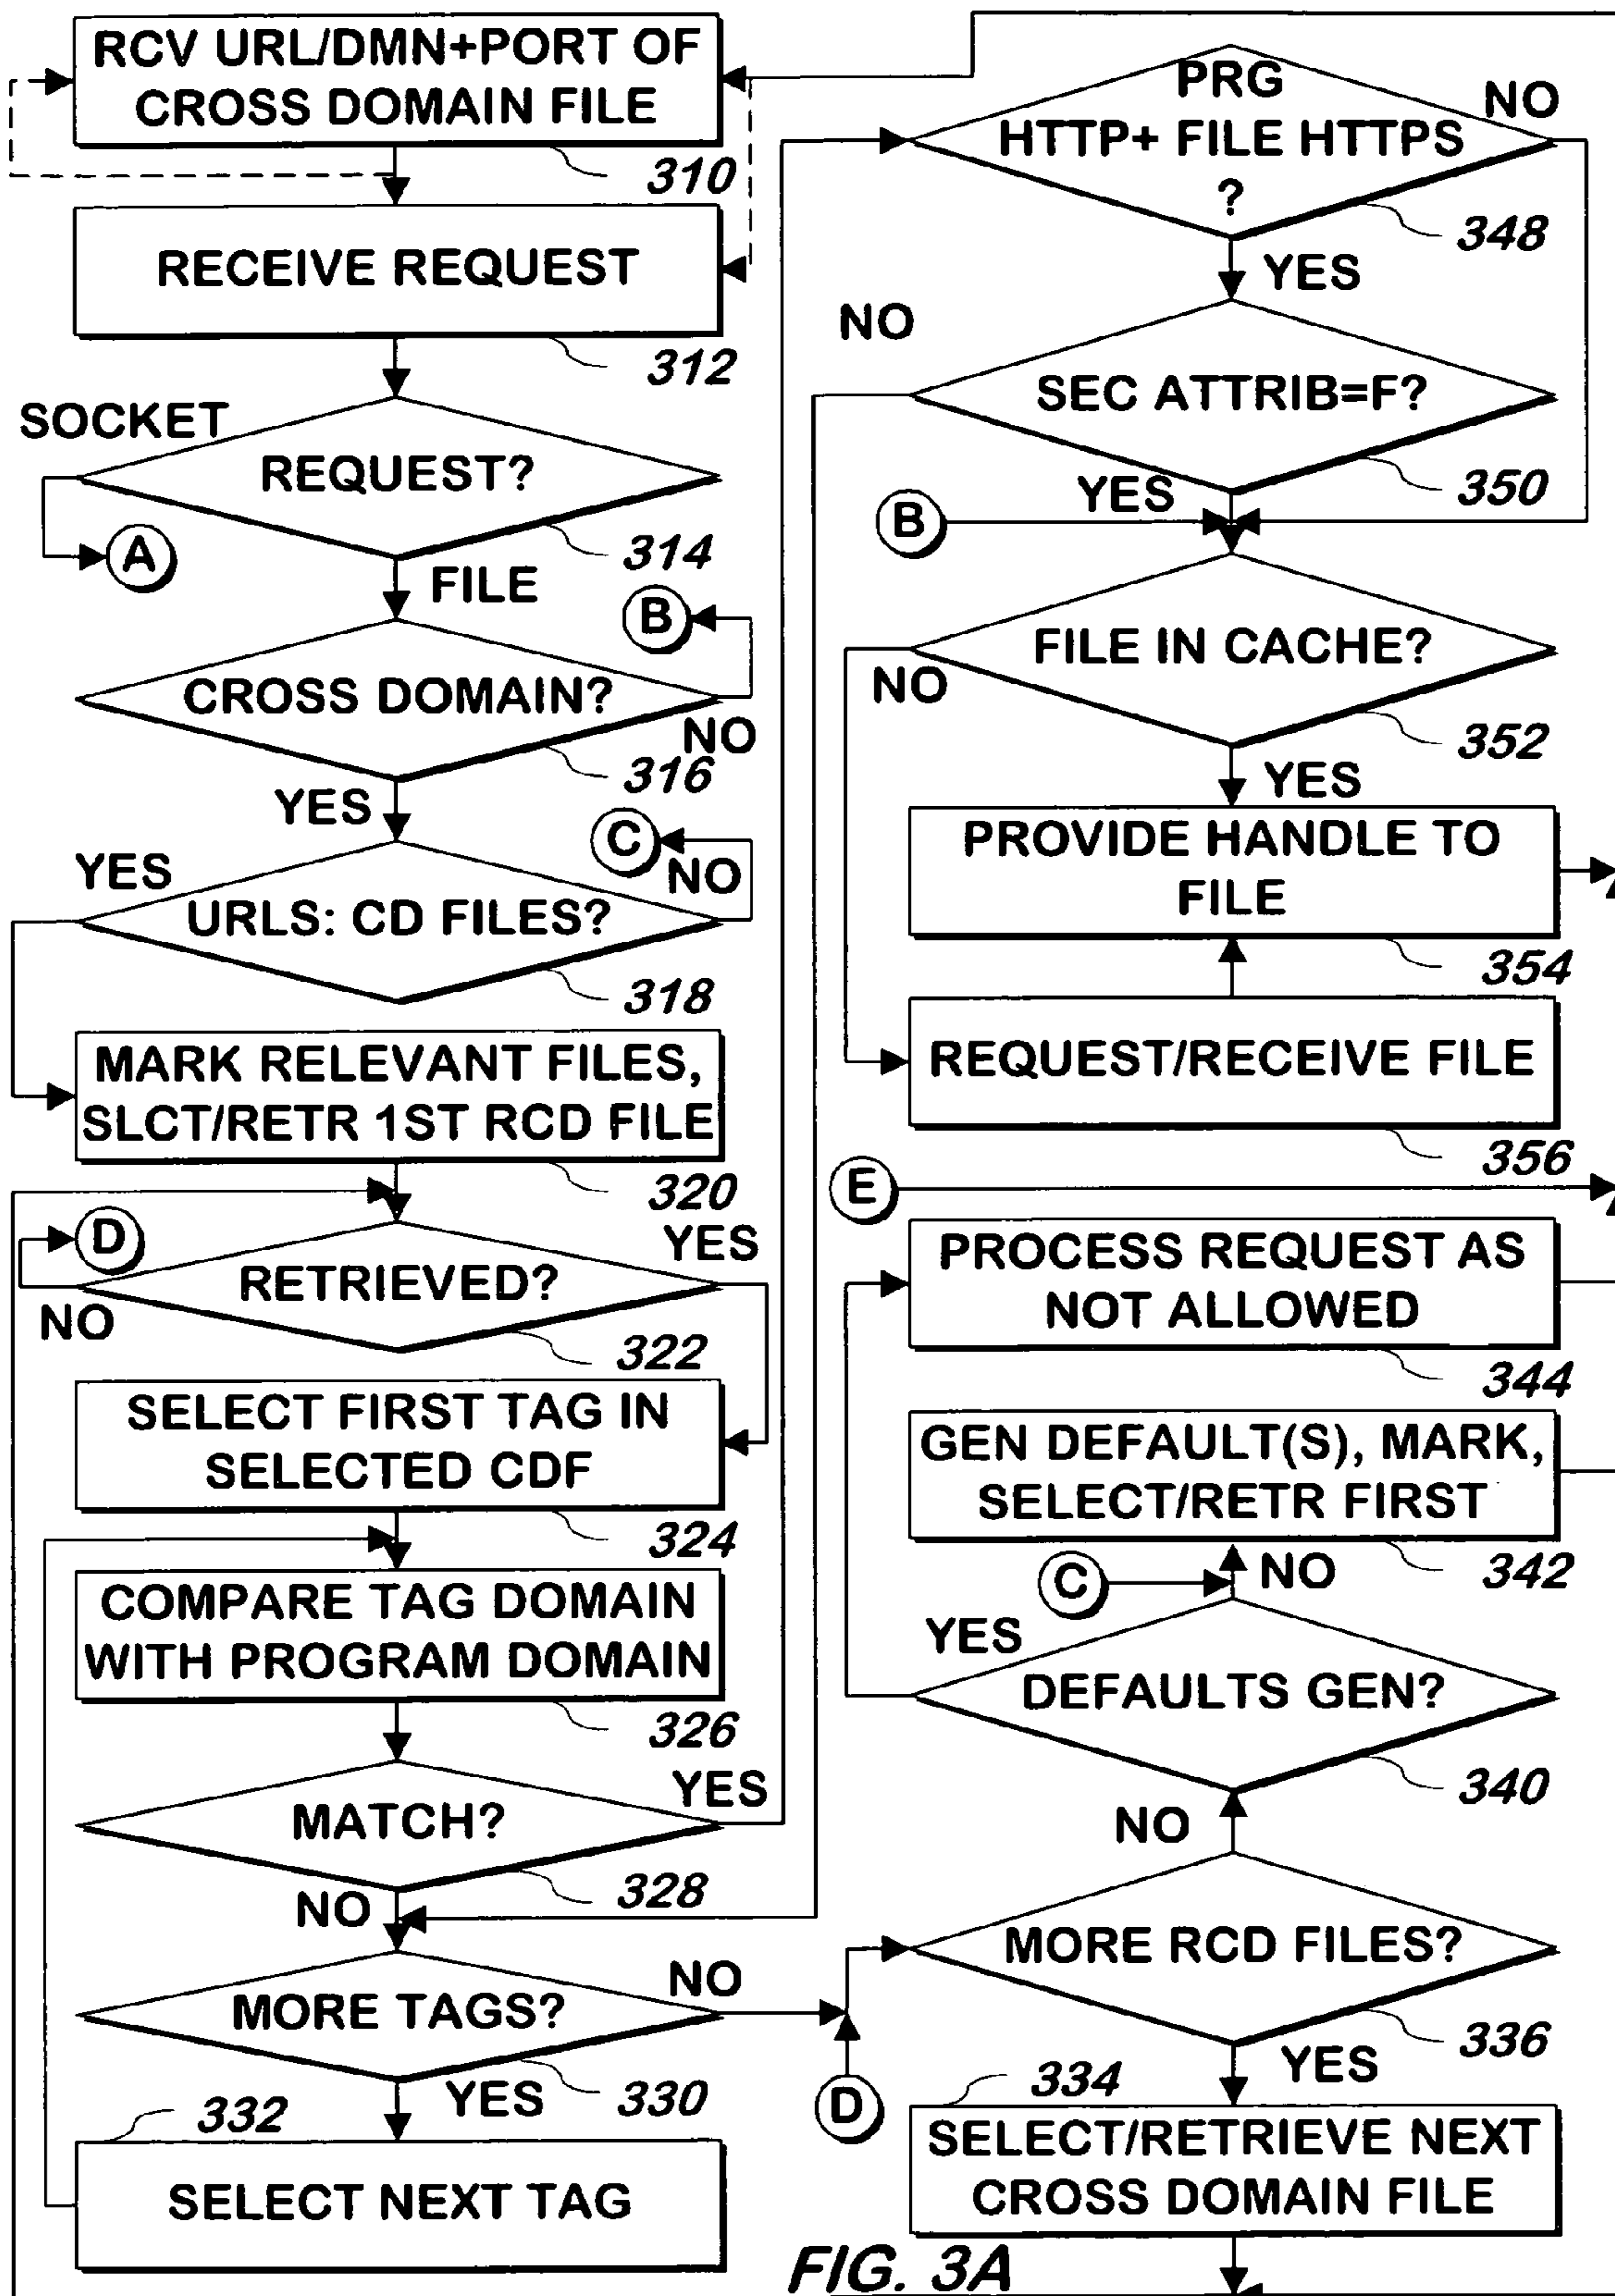 RCV URL/DMN+PORT OF
CROSS DOMAIN FILE
310
RECEIVE REQUEST
312
SOCKET
REQUEST?
314
A
FILE
B
CROSS DOMAIN?
NO
316
YES
C
NO
YES
URLS: CD FILES?
318
MARK RELEVANT FILES,
SLCT/RETR 1ST RCD FILE
320
D
YES
RETRIEVED?
NO
322
SELECT FIRST TAG IN
SELECTED CDF
324
COMPARE TAG DOMAIN
WITH PROGRAM DOMAIN
326
YES
MATCH?
328
NO
NO
MORE TAGS?
330
YES
332
SELECT NEXT TAG
PRG
HTTP+ FILE HTTPS
?
NO
348
YES
NO
SEC ATTRIB=F?
350
YES
B
FILE IN CACHE?
NO
352
YES
PROVIDE HANDLE TO
FILE
354
REQUEST/RECEIVE FILE
356
E
PROCESS REQUEST AS
NOT ALLOWED
344
GEN DEFAULT(S), MARK,
SELECT/RETR FIRST
342
C
NO
YES
DEFAULTS GEN?
340
NO
MORE RCD FILES?
336
YES
D
334
SELECT/RETRIEVE NEXT
CROSS DOMAIN FILE
FIG. 3A